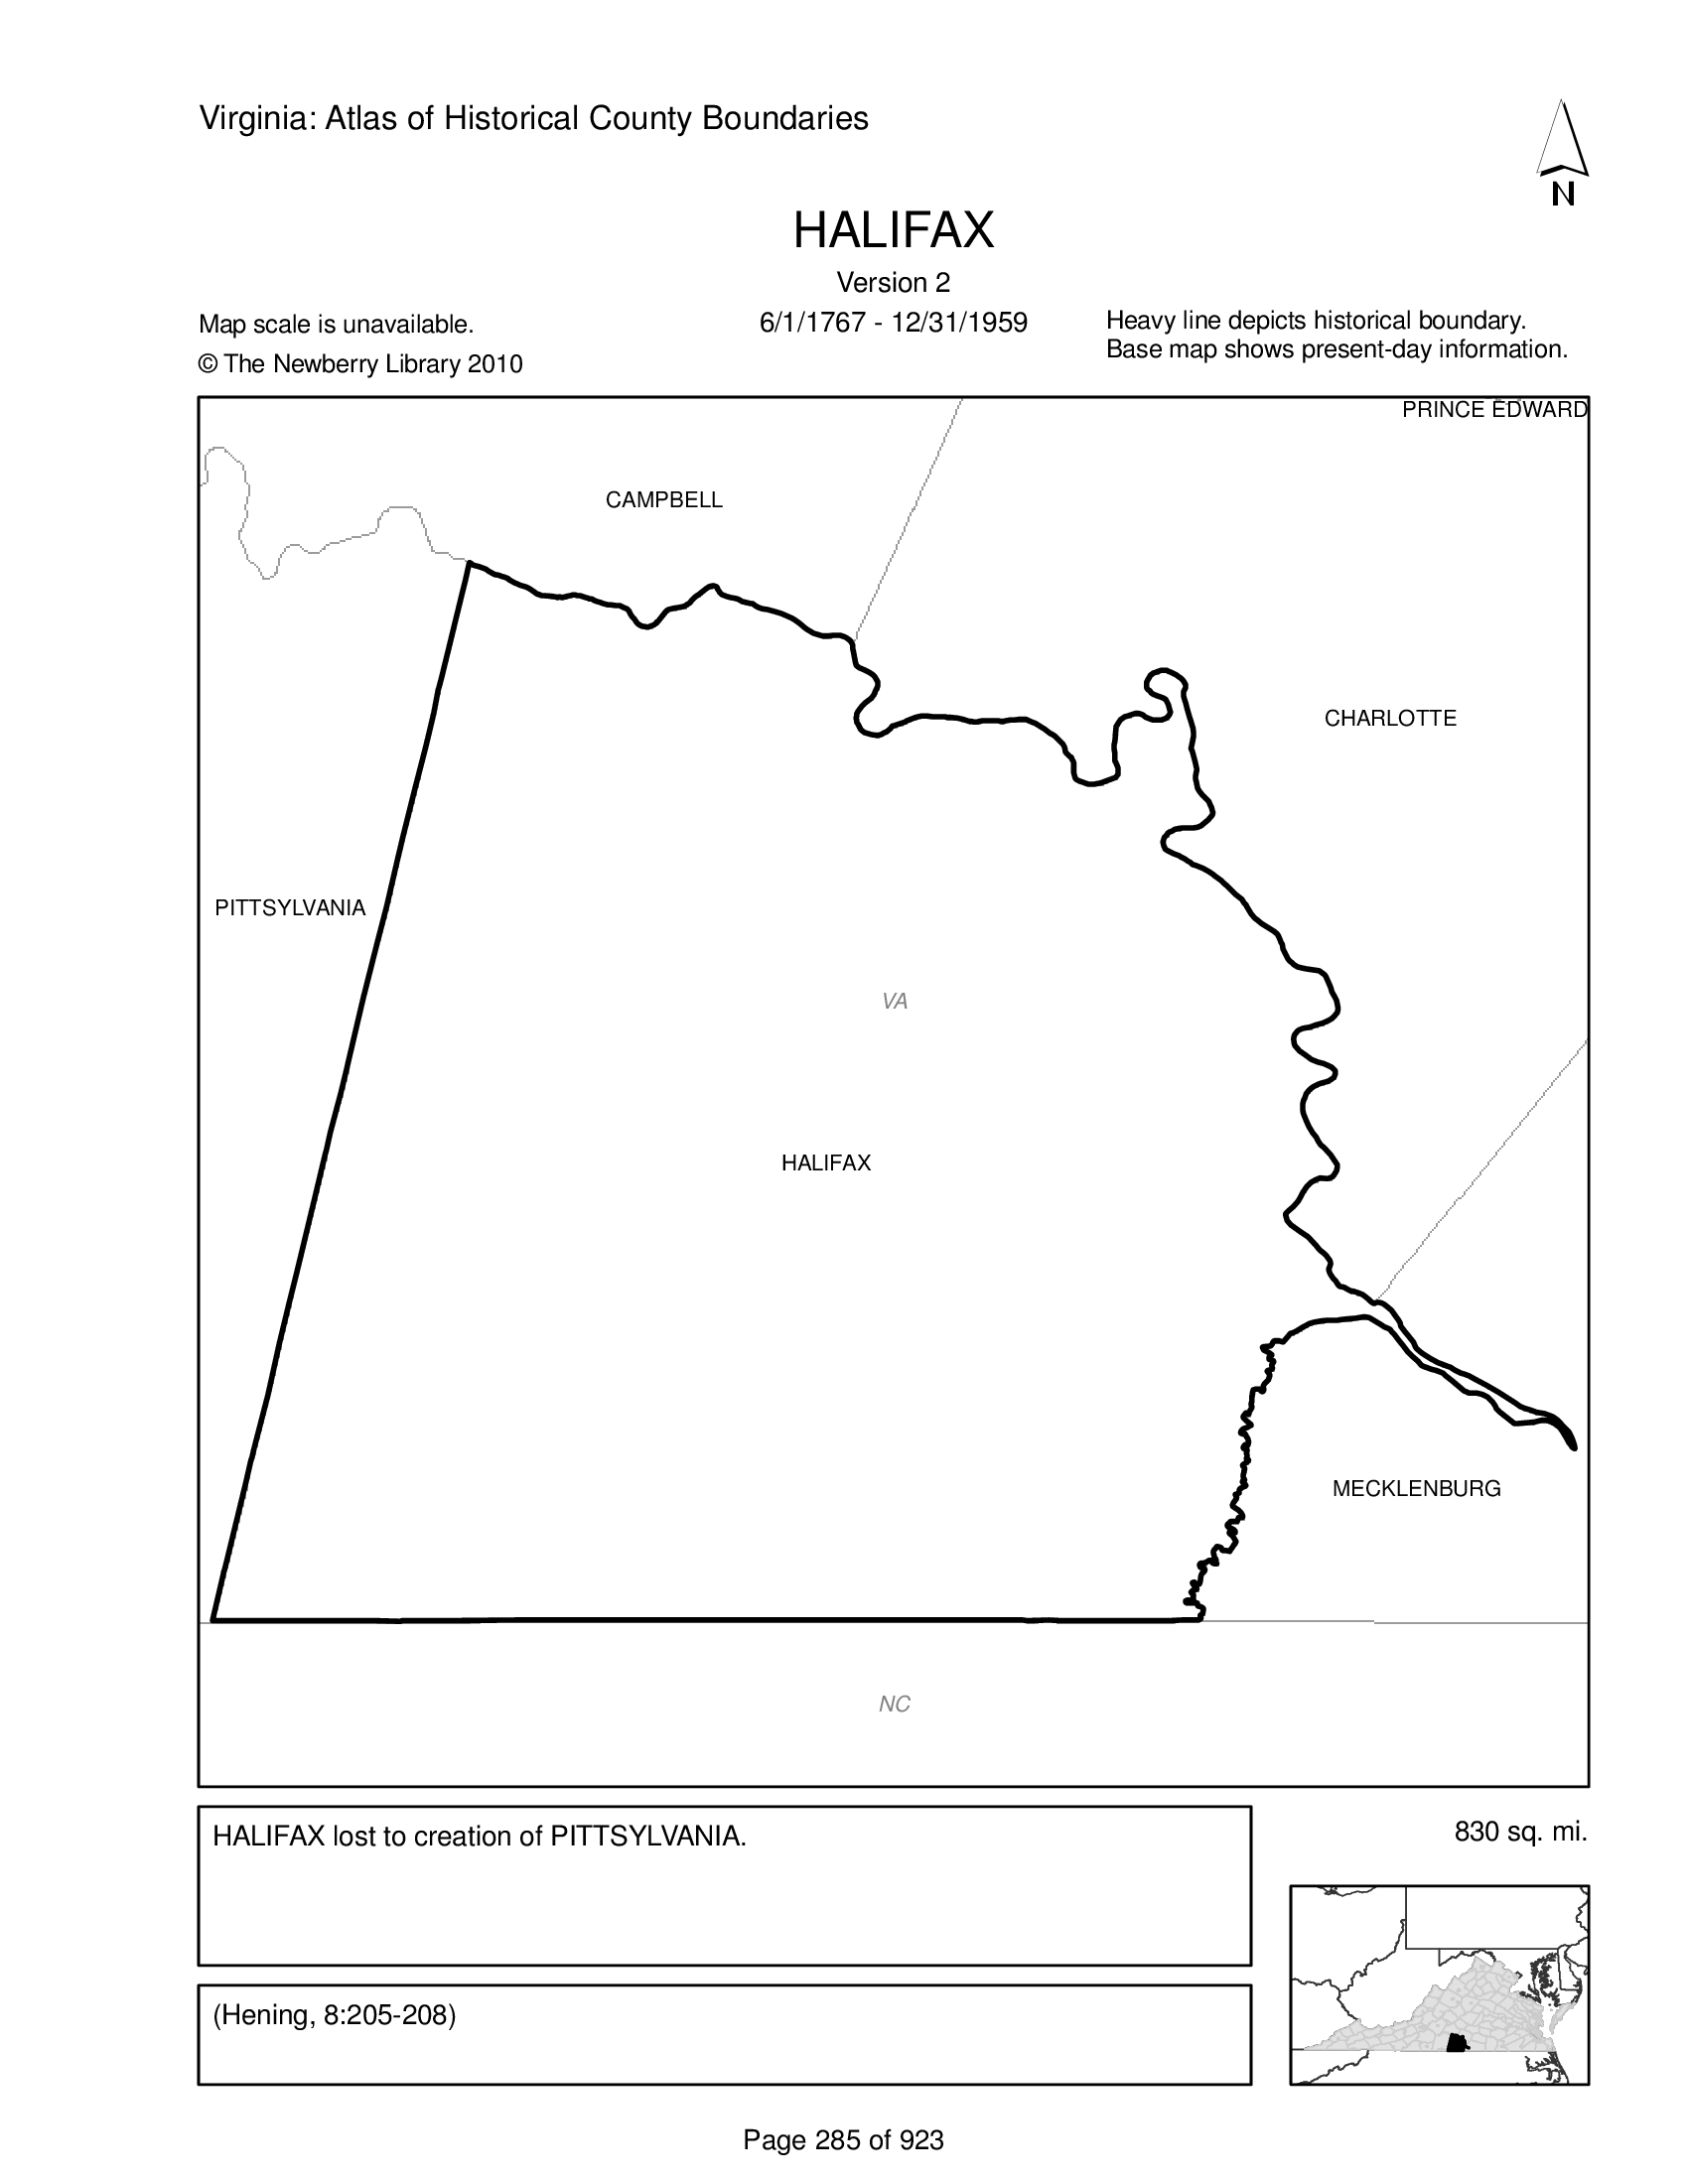 Virginia: Atlas of Historical County Boundaries
N
HALIFAX
Version 2
6/1/1767 - 12/31/1959
Map scale is unavailable.
© The Newberry Library 2010
Heavy line depicts historical boundary.
Base map shows present-day information.
PRINCE EDWARD
CAMPBELL
CHARLOTTE
PITTSYLVANIA
VA
HALIFAX
MECKLENBURG
NC
HALIFAX lost to creation of PITTSYLVANIA.
830 sq. mi.
(Hening, 8:205-208)
Page 285 of 923